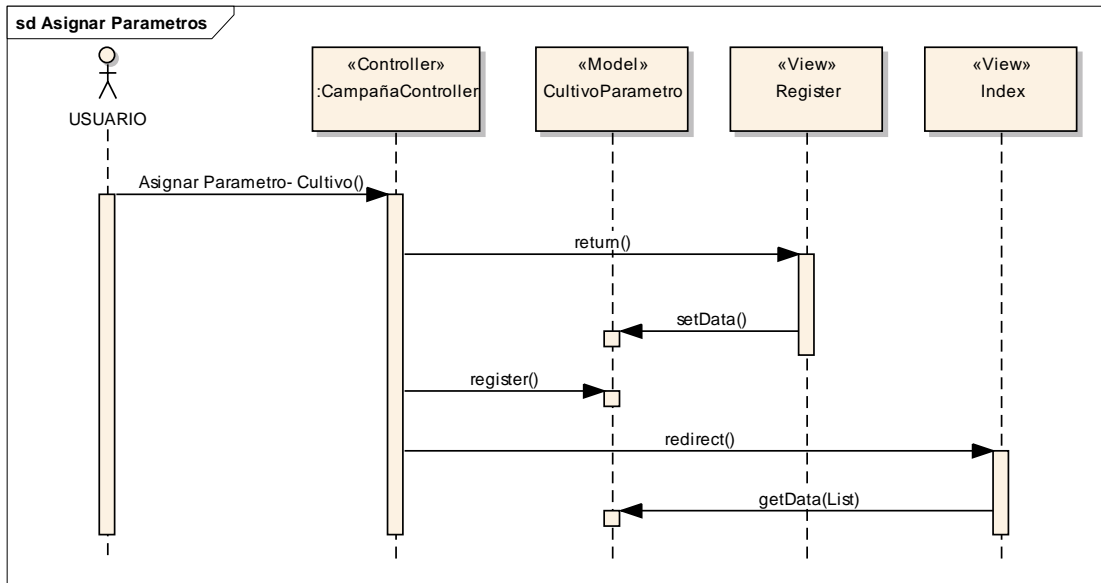 sd Asignar Parametros
USUARIO
«Controller»
:CampañaController
«Model»
CultivoParametro
«View»
Register
«View»
Index
Asignar Parametro- Cultivo()
return()
setData()
register()
redirect()
getData(List)